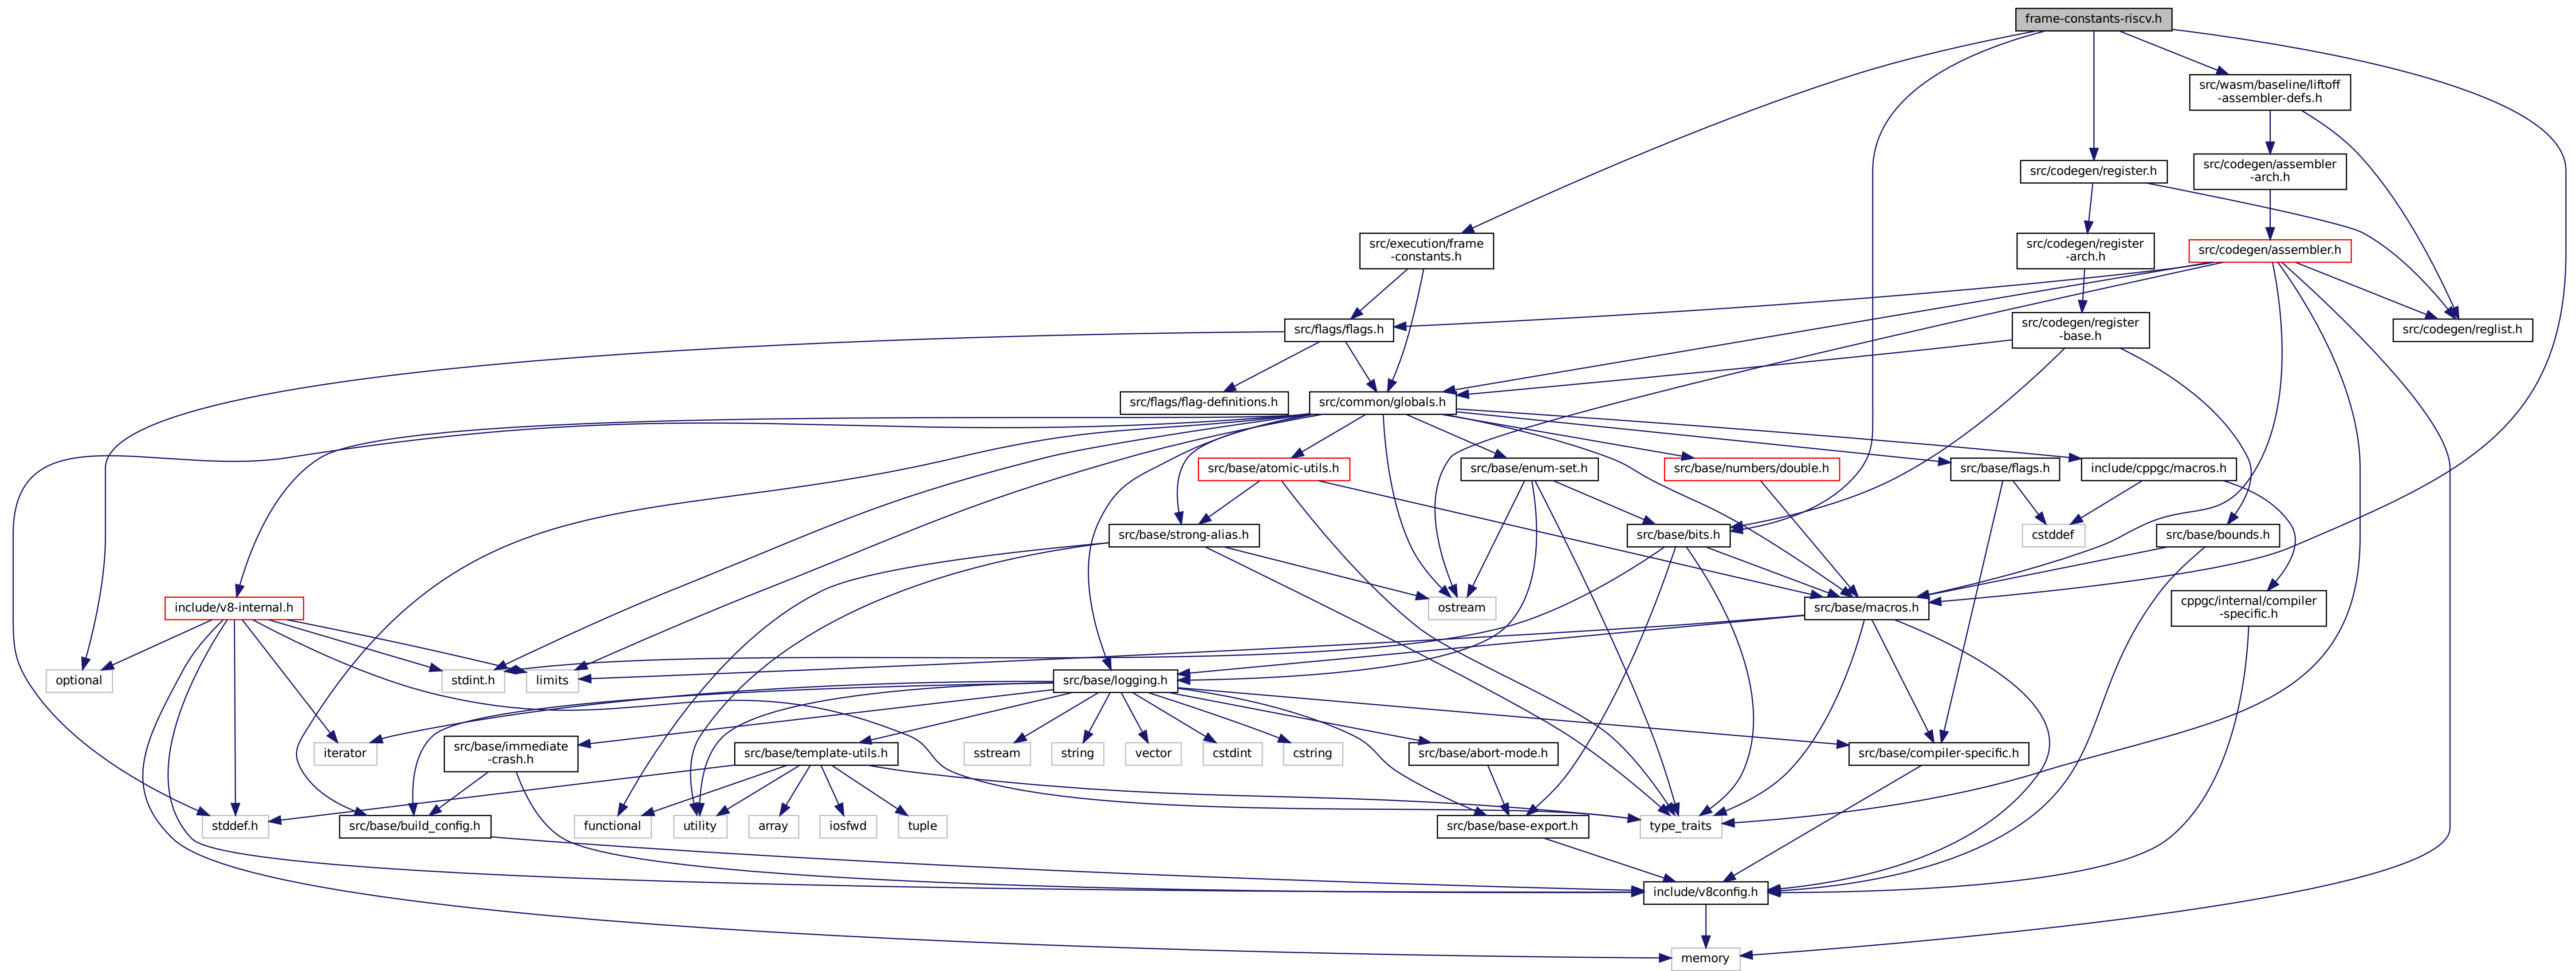 frame-constants-riscv.h
src/wasm/baseline/liftoff
-assembler-defs.h
src/codegen/register.h
src/codegen/assembler
-arch.h
src/execution/frame
-constants.h
src/codegen/register
-arch.h
src/codegen/assembler.h
src/flags/flags.h
src/codegen/register
-base.h
src/codegen/reglist.h
src/flags/flag-definitions.h
src/common/globals.h
src/base/atomic-utils.h
src/base/enum-set.h
src/base/numbers/double.h
src/base/flags.h
include/cppgc/macros.h
src/base/strong-alias.h
src/base/bits.h
cstddef
src/base/bounds.h
include/v8-internal.h
ostream
src/base/macros.h
cppgc/internal/compiler
-specific.h
optional
stdint.h
limits
src/base/logging.h
iterator
src/base/immediate
-crash.h
src/base/template-utils.h
sstream
string
vector
cstdint
cstring
src/base/abort-mode.h
src/base/compiler-specific.h
stddef.h
src/base/build_config.h
functional
utility
array
iosfwd
tuple
src/base/base-export.h
type_traits
include/v8config.h
memory